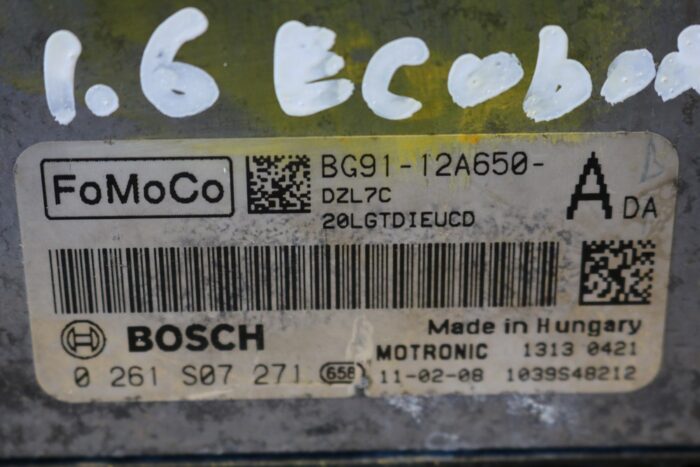 1.6 Ecoboo
FoMoCo
BG91-12A650-
A DA
DZL7C
20LGTDIEUCD
BOSCH
Made in Hungary
MOTRONIC 1313 0421
0 261 S07 271 658 11-02-08 1039S48212